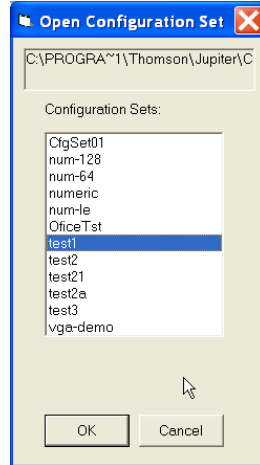 Open Configuration Set
C:\PROGRA~1\Thomson\Jupiter\C
Configuration Sets:
CfgSet01
num-128
num-64
numeric
num-le
OficeTst
test1
test2
test21
test2a
test3
vga-demo
OK
Cancel